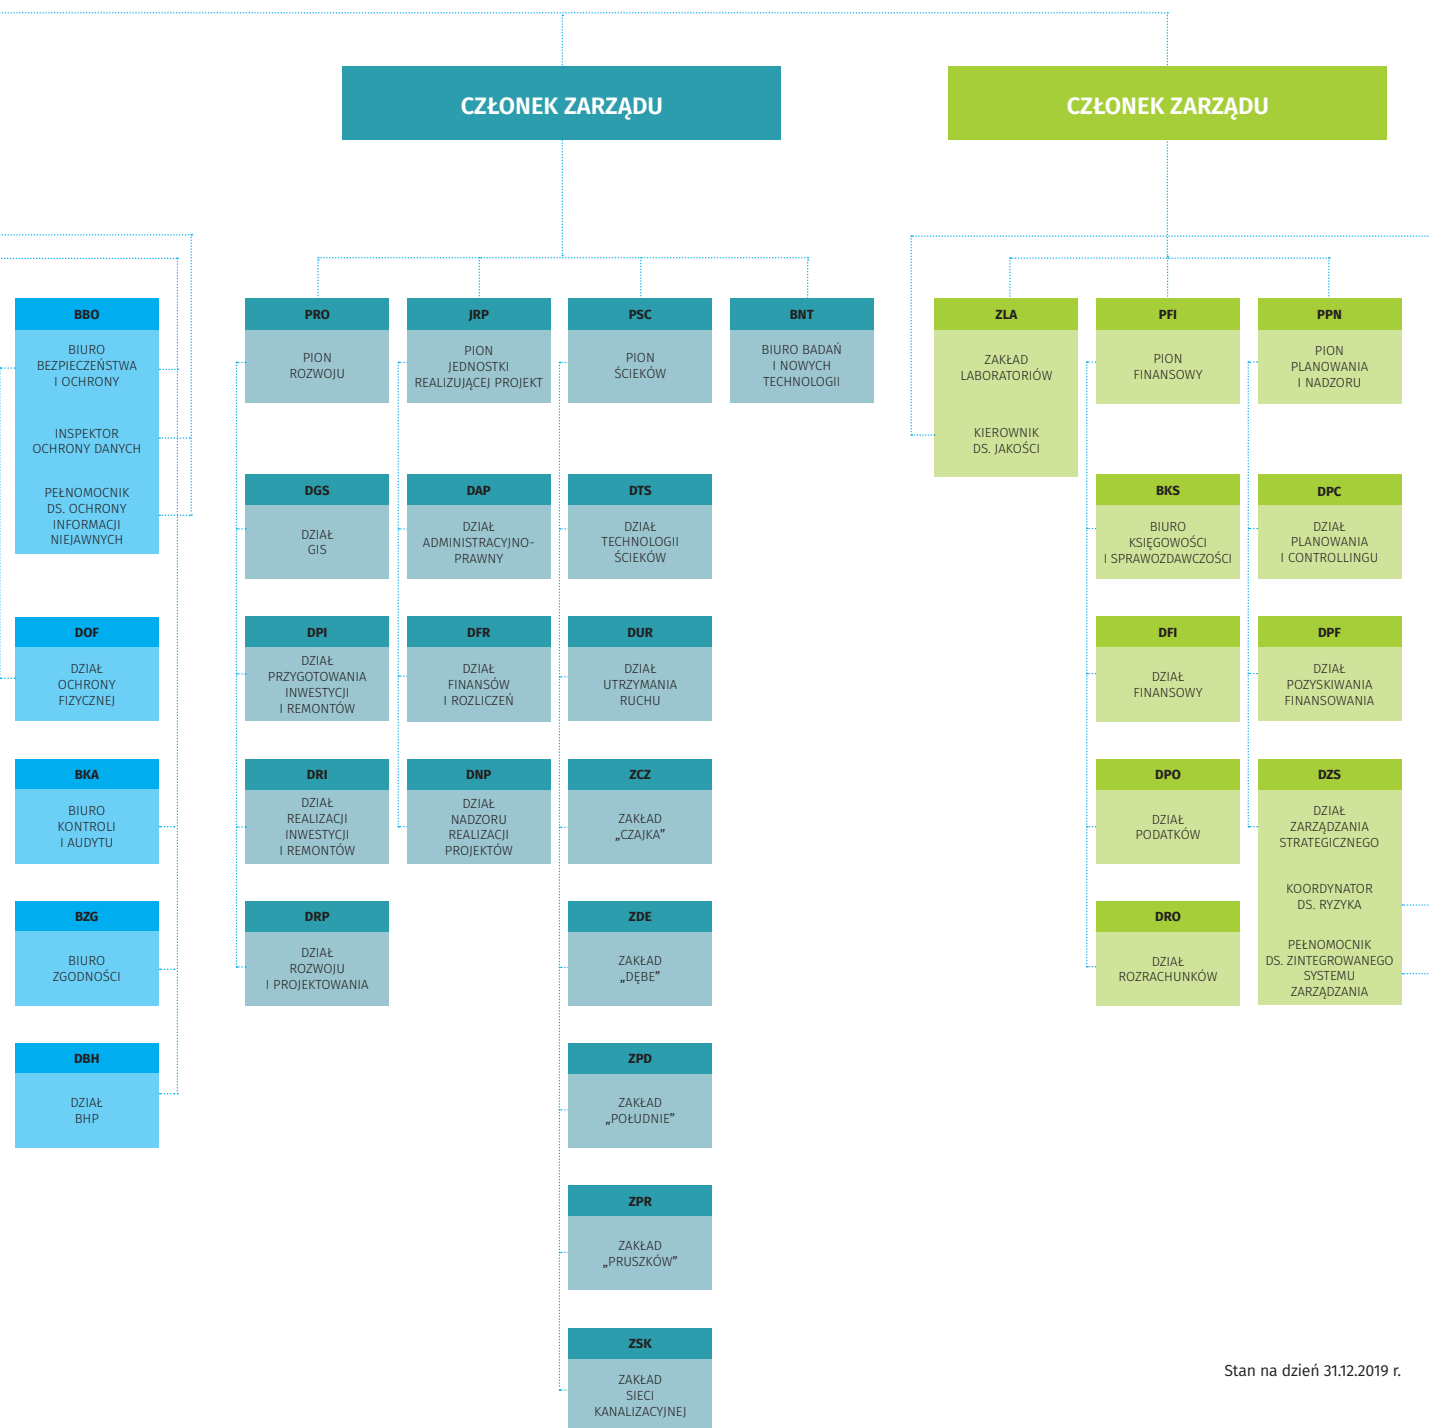 CZŁONEK ZARZĄDU
CZŁONEK ZARZĄDU
BBO
BIURO
BEZPIECZEŃSTWA
I OCHRONY
INSPEKTOR
OCHRONY DANYCH
PEŁNOMOCNIK
DS. OCHRONY
INFORMACJI
NIEJAWNYCH
DOF
DZIAŁ
OCHRONY
FIZYCZNEJ
BKA
BIURO
KONTROLI
I AUDYTU
BZG
BIURO
ZGODNOŚCI
DBH
DZIAŁ
BHP
PRO
PION
ROZWOJU
DGS
DZIAŁ
GIS
DPI
DZIAŁ
PRZYGOTOWANIA
INWESTYCJI
I REMONTÓW
DRI
DZIAŁ
REALIZACJI
INWESTYCJI
I REMONTÓW
DRP
DZIAŁ
ROZWOJU
I PROJEKTOWANIA
JRP
PION
JEDNOSTKI
REALIZUJĄCEJ PROJEKT
DAP
DZIAŁ
ADMINISTRACYJNO-
PRAWNY
DFR
DZIAŁ
FINANSÓW
I ROZLICZEŃ
DNP
DZIAŁ
NADZORU
REALIZACJI
PROJEKTÓW
PSC
PION
ŚCIEKÓW
DTS
DZIAŁ
TECHNOLOGII
ŚCIEKÓW
DUR
DZIAŁ
UTRZYMANIA
RUCHU
ZCZ
ZAKŁAD
„CZAJKA”
ZDE
ZAKŁAD
„DĘBE”
ZPD
ZAKŁAD
„POŁUDNIE”
ZPR
ZAKŁAD
„PRUSZKÓW”
ZSK
ZAKŁAD
SIECI
KANALIZACYJNEJ
BNT
BIURO BADAŃ
I NOWYCH
TECHNOLOGII
ZLA
ZAKŁAD
LABORATORIÓW
KIEROWNIK
DS. JAKOŚCI
PFI
PION
FINANSOWY
BKS
BIURO
KSIĘGOWOŚCI
I SPRAWOZDAWCZOŚCI
DFI
DZIAŁ
FINANSOWY
DPO
DZIAŁ
PODATKÓW
DRO
DZIAŁ
ROZRACHUNKÓW
PPN
PION
PLANOWANIA
I NADZORU
DPC
DZIAŁ
PLANOWANIA
I CONTROLLINGU
DPF
DZIAŁ
POZYSKIWANIA
FINANSOWANIA
DZS
DZIAŁ
ZARZĄDZANIA
STRATEGICZNEGO
KOORDYNATOR
DS. RYZYKA
PEŁNOMOCNIK
DS. ZINTEGROWANEGO
SYSTEMU
ZARZĄDZANIA
Stan na dzień 31.12.2019 r.